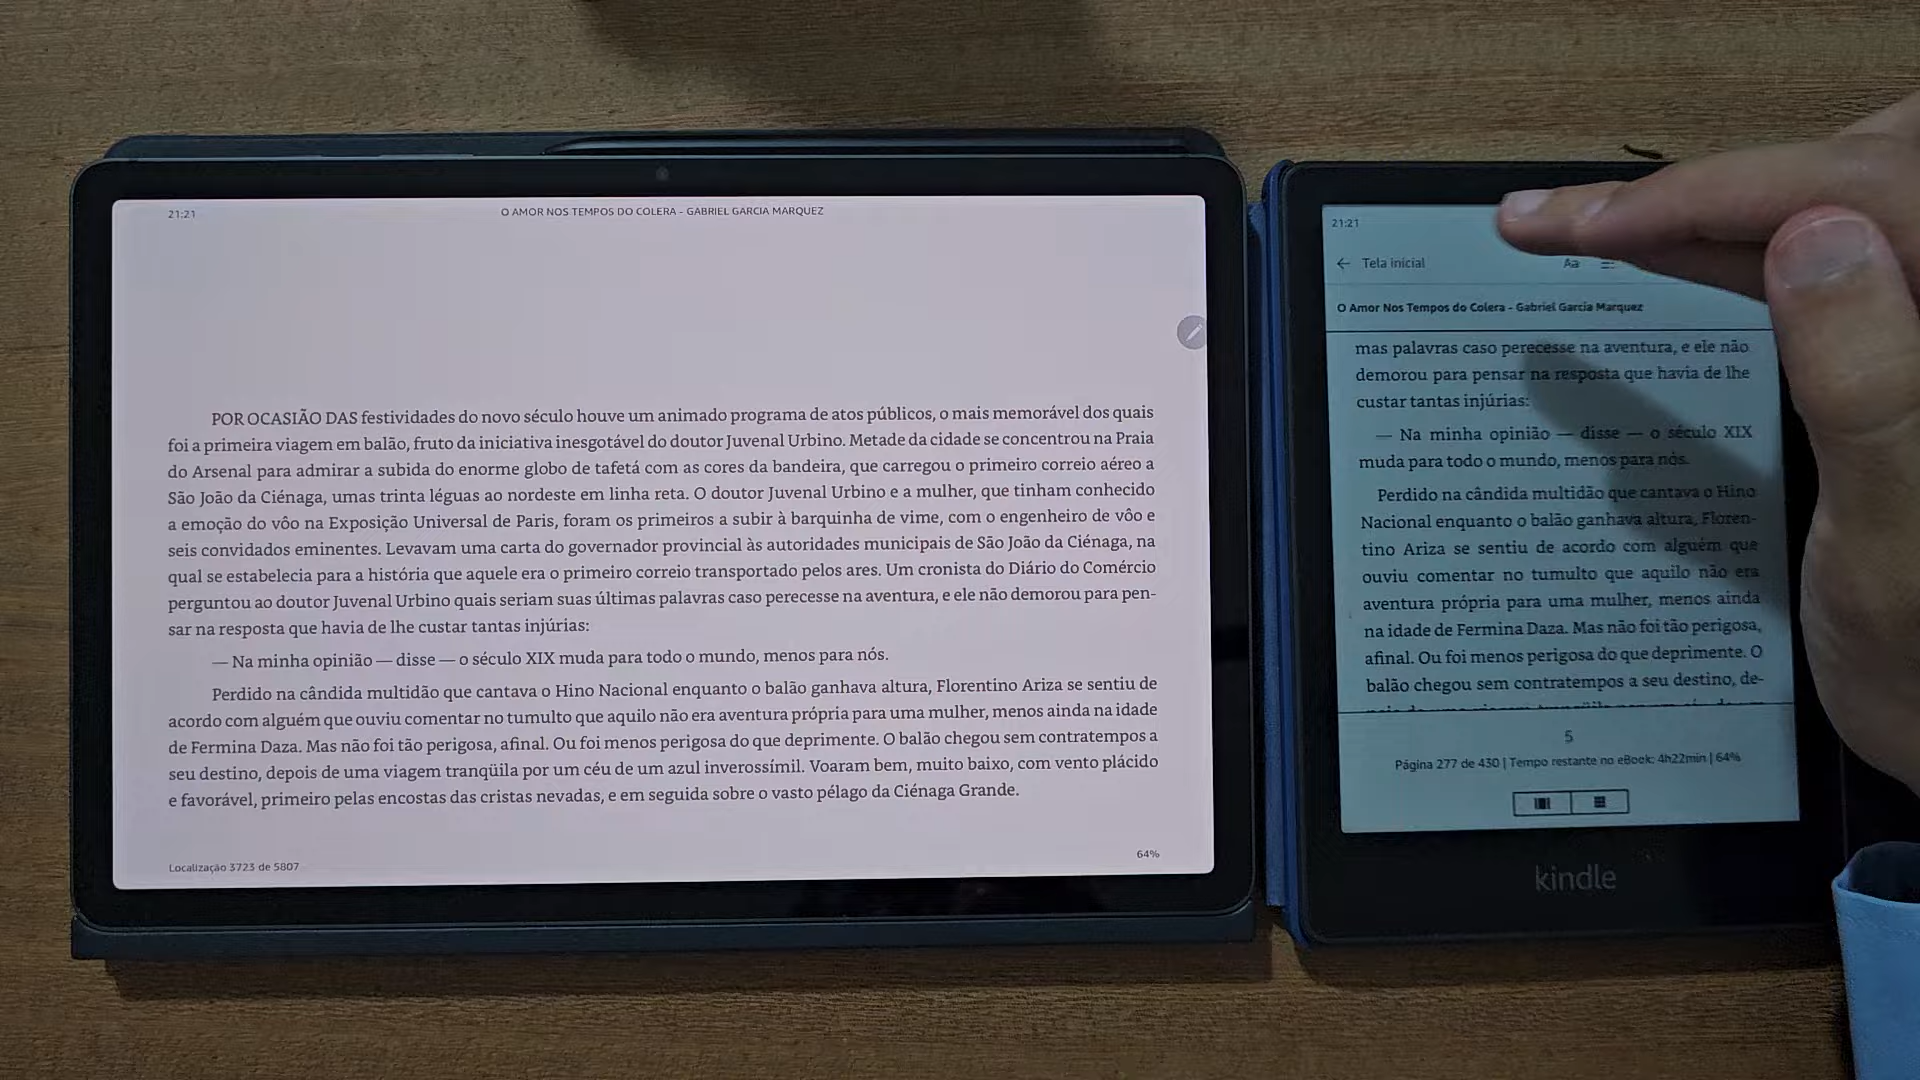 21:21
O AMOR NOS TEMPOS DO COLERA - GABRIEL GARCIA MARQUEZ
POR OCASIÃO DAS festividades do novo século houve um animado programa de atos públicos, o mais memorável dos quais
foi a primeira viagem em balão, fruto da iniciativa inesgotável do doutor Juvenal Urbino. Metade da cidade se concentrou na Praia
do Arsenal para admirar a subida do enorme globo de tafetá com as cores da bandeira, que carregou o primeiro correio aéreo a
São João da Ciénaga, umas trinta léguas ao nordeste em linha reta. O doutor Juvenal Urbino e a mulher, que tinham conhecido
a emoção do vôo na Exposição Universal de Paris, foram os primeiros a subir à barquinha de vime, com o engenheiro de vôo e
seis convidados eminentes. Levavam uma carta do governador provincial às autoridades municipais de São João da Ciénaga, na
qual se estabelecia para a história que aquele era o primeiro correio transportado pelos ares. Um cronista do Diário do Comércio
perguntou ao doutor Juvenal Urbino quais seriam suas últimas palavras caso perecesse na aventura, e ele não demorou para pen-
sar na resposta que havia de lhe custar tantas injúrias:
— Na minha opinião — disse — o século XIX muda para todo o mundo, menos para nós.
Perdido na cândida multidão que cantava o Hino Nacional enquanto o balão ganhava altura, Florentino Ariza se sentiu de
acordo com alguém que ouviu comentar no tumulto que aquilo não era aventura própria para uma mulher, menos ainda na idade
de Fermina Daza. Mas não foi tão perigosa, afinal. Ou foi menos perigosa do que deprimente. O balão chegou sem contratempos a
seu destino, depois de uma viagem tranqüila por um céu de um azul inverossímil. Voaram bem, muito baixo, com vento plácido
e favorável, primeiro pelas encostas das cristas nevadas, e em seguida sobre o vasto pélago da Ciénaga Grande.
Localização 3723 de 5807
64%
21:21
Tela inicial
Aa
O Amor Nos Tempos do Colera - Gabriel Garcia Marquez
mas palavras caso perecesse na aventura, e ele não
demorou para pensar na resposta que havia de lhe
custar tantas injúrias:
— Na minha opinião — disse — o século XIX
muda para todo o mundo, menos para nós.
Perdido na cândida multidão que cantava o Hino
Nacional enquanto o balão ganhava altura, Floren-
tino Ariza se sentiu de acordo com alguém que
ouviu comentar no tumulto que aquilo não era
aventura própria para uma mulher, menos ainda
na idade de Fermina Daza. Mas não foi tão perigosa,
afinal. Ou foi menos perigosa do que deprimente. O
balão chegou sem contratempos a seu destino, de-
5
Página 277 de 430 | Tempo restante no eBook: 4h22min | 64%
kindle